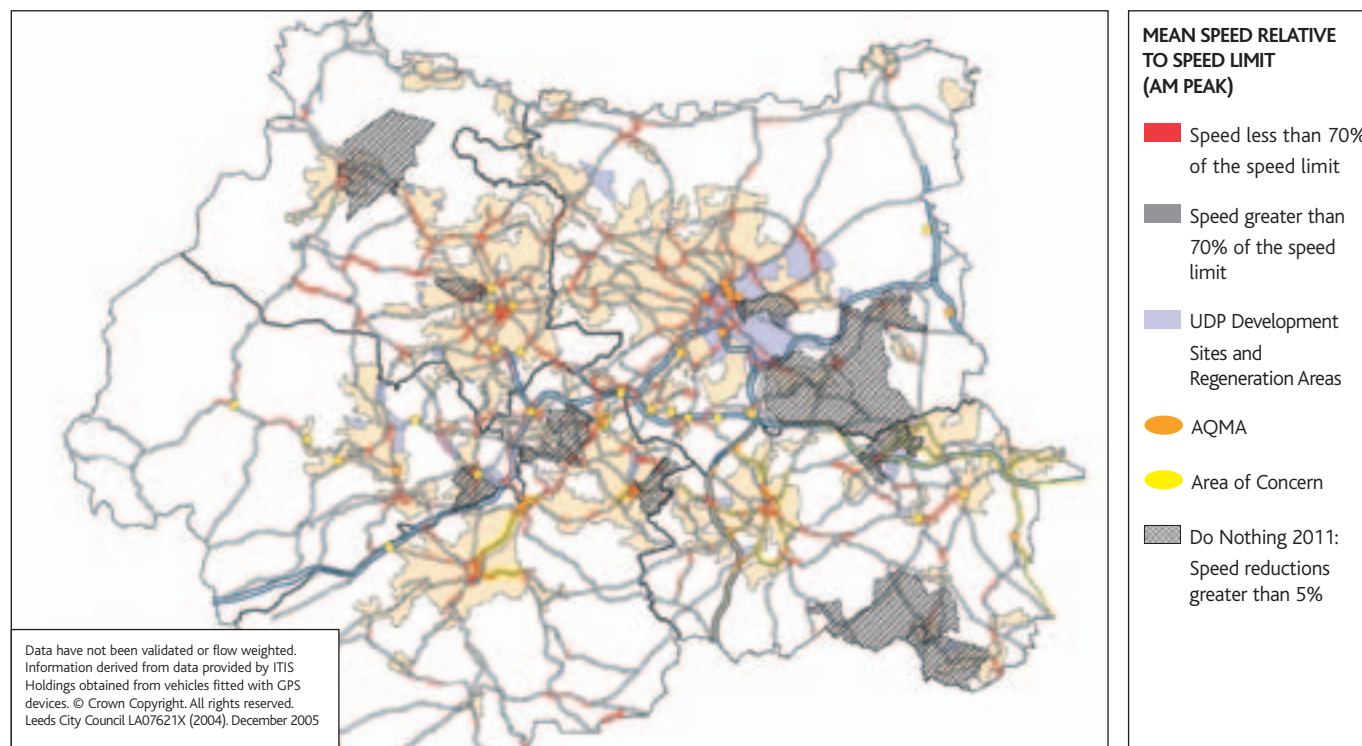 MEAN SPEED RELATIVE
TO SPEED LIMIT
(AM PEAK)
Speed less than 70%
of the speed limit
Speed greater than
70% of the speed
limit
UDP Development
Sites and
Regeneration Areas
AQMA
Area of Concern
Do Nothing 2011:
Speed reductions
greater than 5%
Data have not been validated or flow weighted.
Information derived from data provided by ITIS
Holdings obtained from vehicles fitted with GPS
devices. © Crown Copyright. All rights reserved.
Leeds City Council LA07621X (2004). December 2005